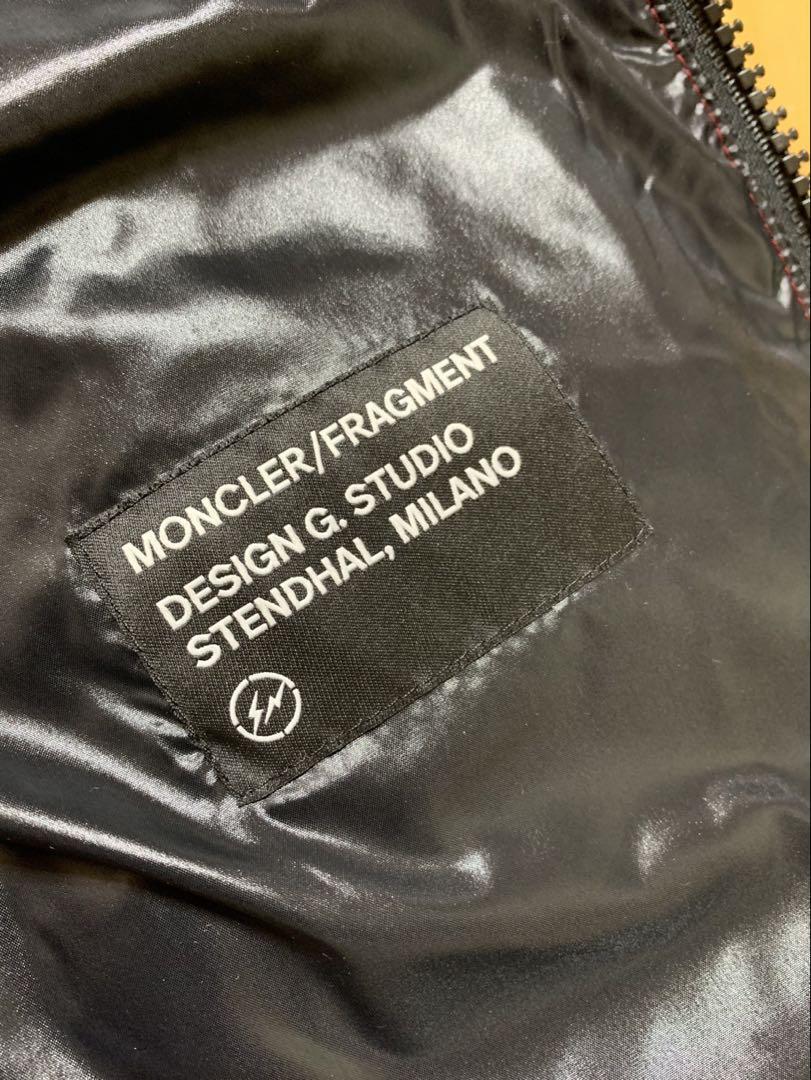 MONCLER/FRAGMENT
DESIGN G. STUDIO
STENDHAL, MILANO